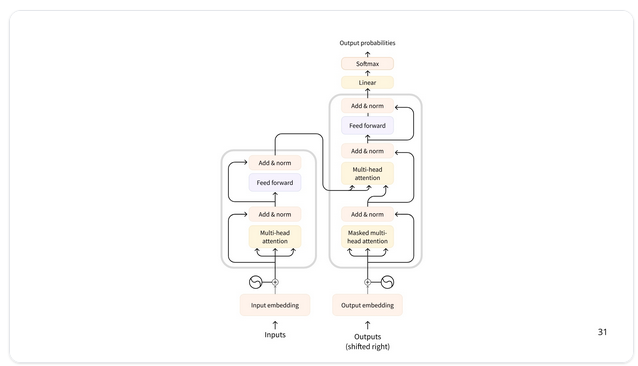 Output probabilities
Softmax
Linear
Add & norm
Feed forward
Add & norm
Multi-head
attention
Add & norm
Masked multi-
head attention
Add & norm
Feed forward
Add & norm
Multi-head
attention
Input embedding
Output embedding
Inputs
Outputs
(shifted right)
31